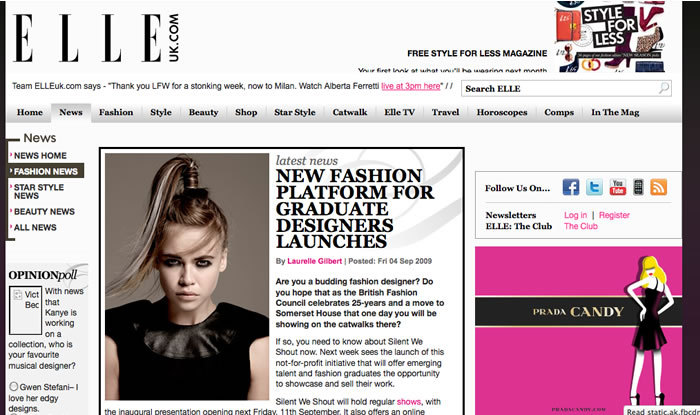 ELLE
UK.COM
FREE STYLE FOR LESS MAGAZINE
Your first look at what you'll be wearing next month
STYLE
FOR
LESS
Team ELLEuk.com says - "Thank you LFW for a stonking week, now to Milan. Watch Alberta Ferretti live at 3pm here" / /
Search ELLE
Home News Fashion Style Beauty Shop Star Style Catwalk Elle TV Travel Horoscopes Comps In The Mag
News
NEWS HOME
FASHION NEWS
STAR STYLE
NEWS
BEAUTY NEWS
ALL NEWS
OPINIONpoll
Vict
Bec
With news
that
Kanye is
working
on a
collection, who is
your favourite
musical designer?
Gwen Stefani– I
love her edgy
designs.
latest news
NEW FASHION
PLATFORM FOR
GRADUATE
DESIGNERS
LAUNCHES
By Laurelle Gilbert | Posted: Fri 04 Sep 2009
Are you a budding fashion designer? Do
you hope that as the British Fashion
Council celebrates 25-years and a move to
Somerset House that one day you will be
showing on the catwalks there?
If so, you need to know about Silent We
Shout now. Next week sees the launch of this
not-for-profit initiative that will offer emerging
talent and fashion graduates the opportunity
to showcase and sell their work.
Silent We Shout will hold regular shows, with
the inaugural presentation opening next Friday, 11th September. It also offers an online
Follow Us On...
You
Tube
Newsletters Log in | Register
ELLE: The Club The Club
PRADA CANDY
PRADACANDY.COM
Read static.ak.fbc